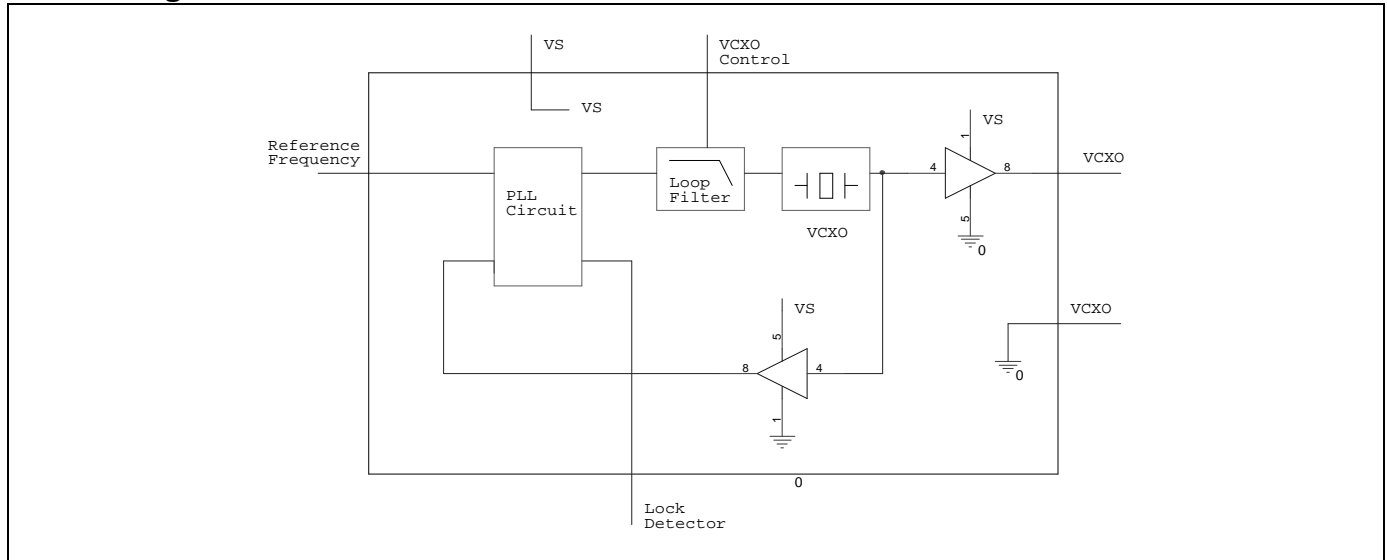 VS
VCXO
Control
VS
Reference
Frequency
PLL
Circuit
Loop
Filter
VCXO
1
VS
4
8
VCXO
5
0
VS
5
8
4
1
VCXO
0
0
Lock
Detector